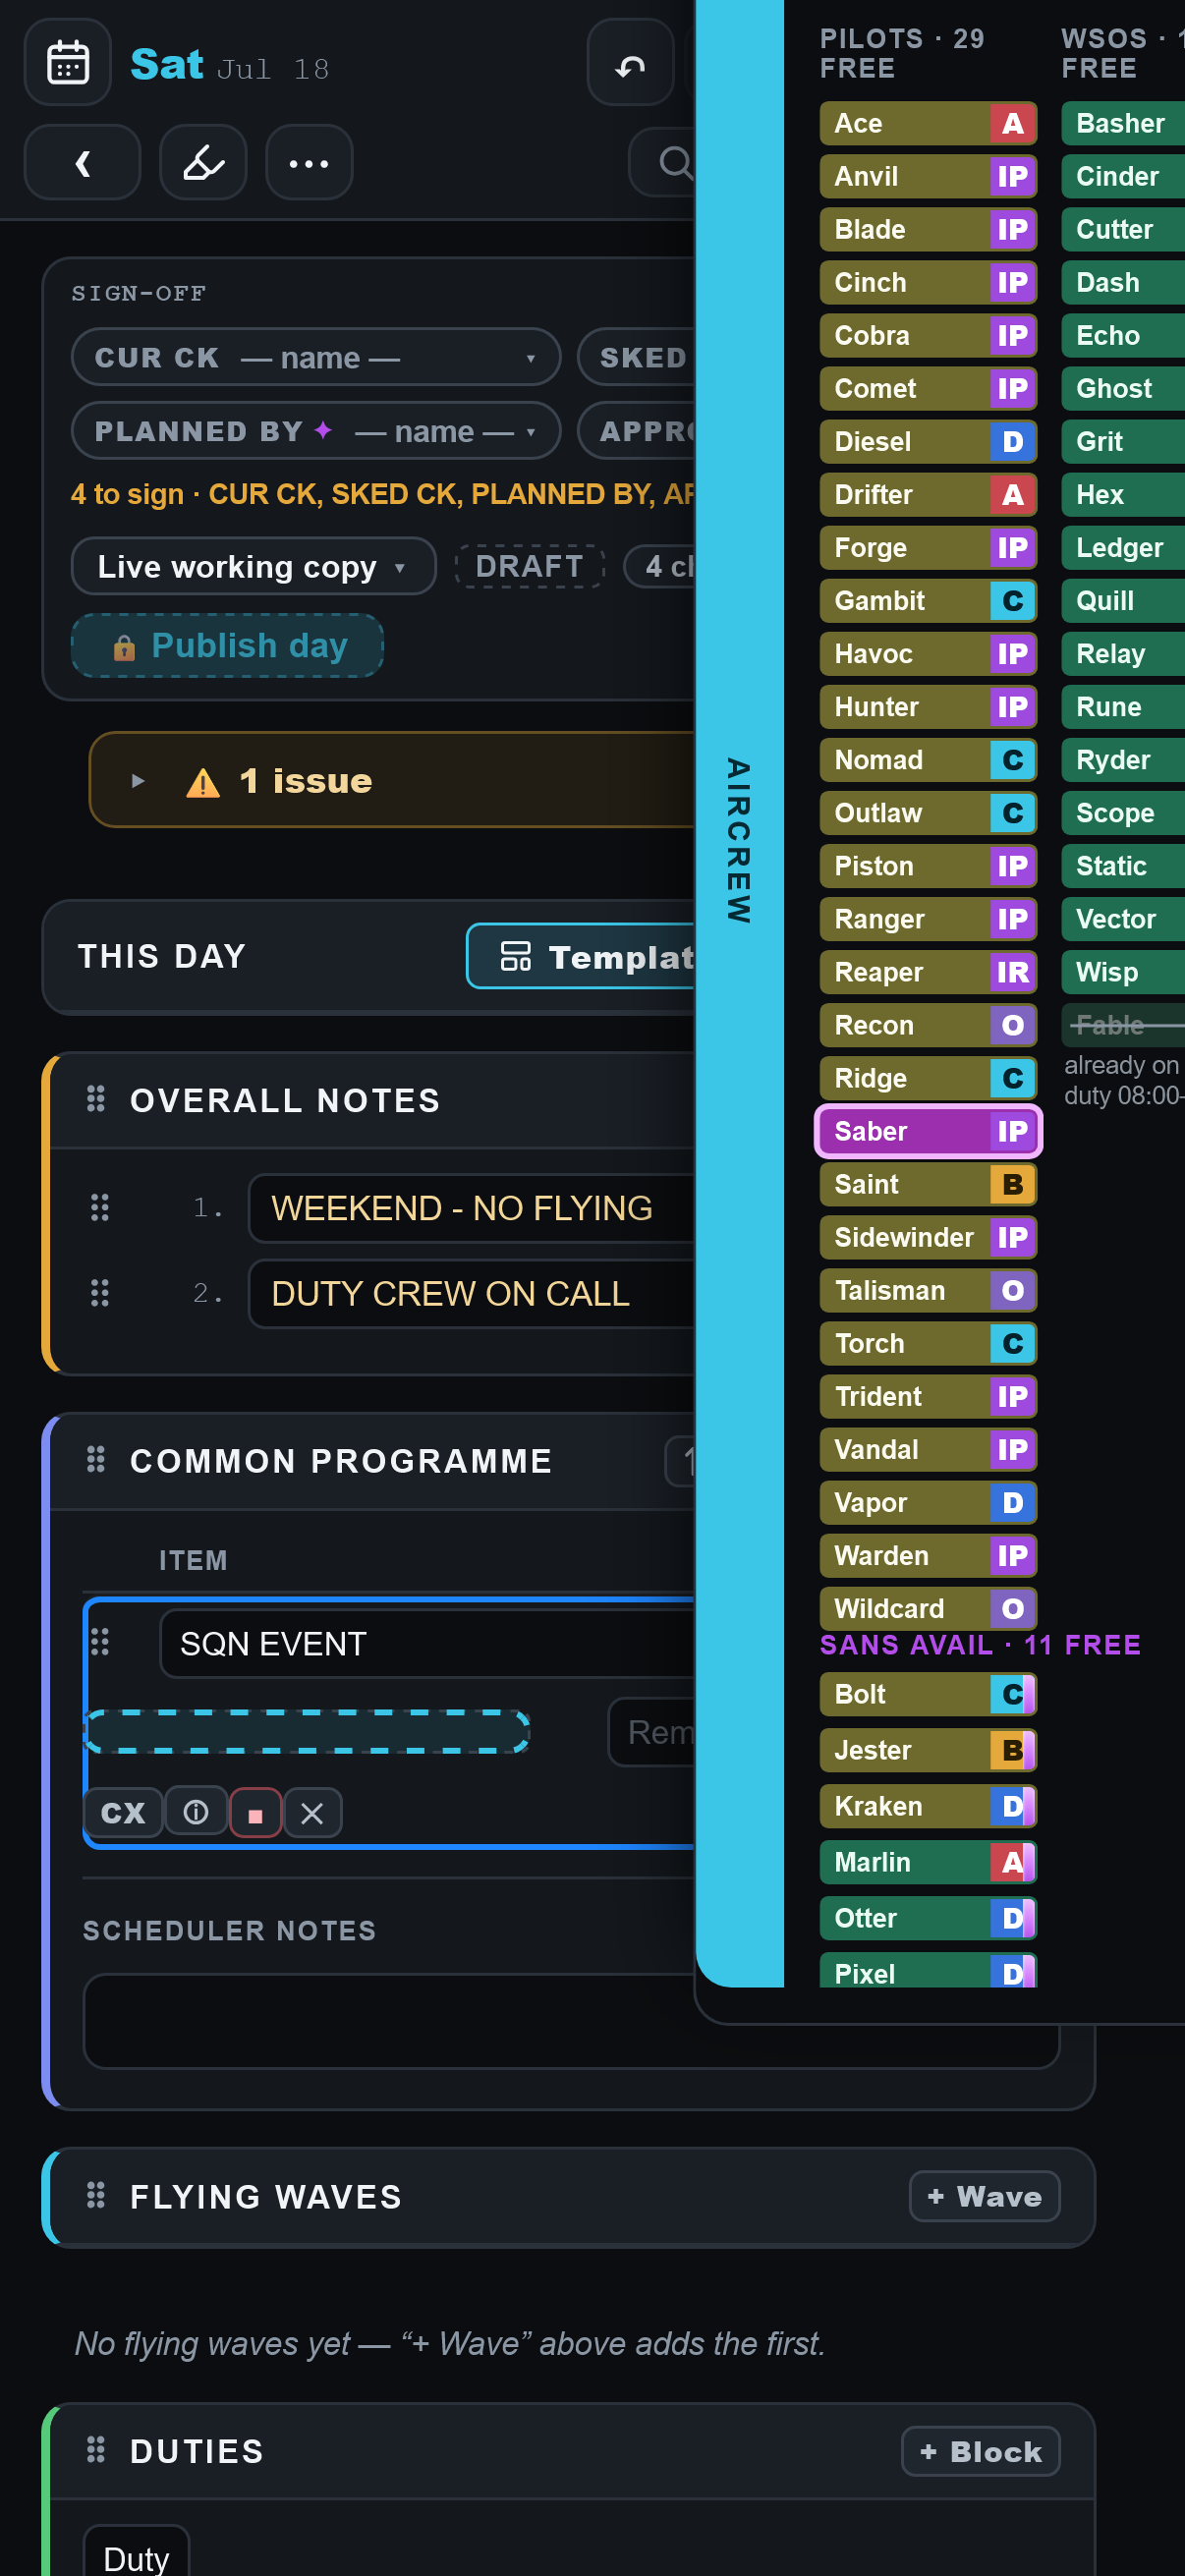 Sat Jul 18
SIGN-OFF
CUR CK — name — ▾
SKED
PLANNED BY ✦ — name — ▾
4 to sign · CUR CK, SKED CK, PLANNED BY,
Live working copy ▾
DRAFT
Publish day
1 issue
THIS DAY
OVERALL NOTES
1. WEEKEND - NO FLYING
2. DUTY CREW ON CALL
COMMON PROGRAMME
ITEM
SQN EVENT
CX
SCHEDULER NOTES
FLYING WAVES
+ Wave
No flying waves yet — “+ Wave” above adds the first.
DUTIES
+ Block
Duty
AIRCREW
PILOTS · 29
FREE
Ace A
Anvil IP
Blade IP
Cinch IP
Cobra IP
Comet IP
Diesel D
Drifter A
Forge IP
Gambit C
Havoc IP
Hunter IP
Nomad C
Outlaw C
Piston IP
Ranger IP
Reaper IR
Recon O
Ridge C
Saber IP
Saint B
Sidewinder IP
Talisman O
Torch C
Trident IP
Vandal IP
Vapor D
Warden IP
Wildcard O
SANS AVAIL · 11 FREE
Bolt C
Jester B
Kraken D
Marlin A
Otter D
Pixel D
WSOS ·
FREE
Basher
Cinder
Cutter
Dash
Echo
Ghost
Grit
Hex
Ledger
Quill
Relay
Rune
Ryder
Scope
Static
Vector
Wisp
Fable
already on
duty 08:00-